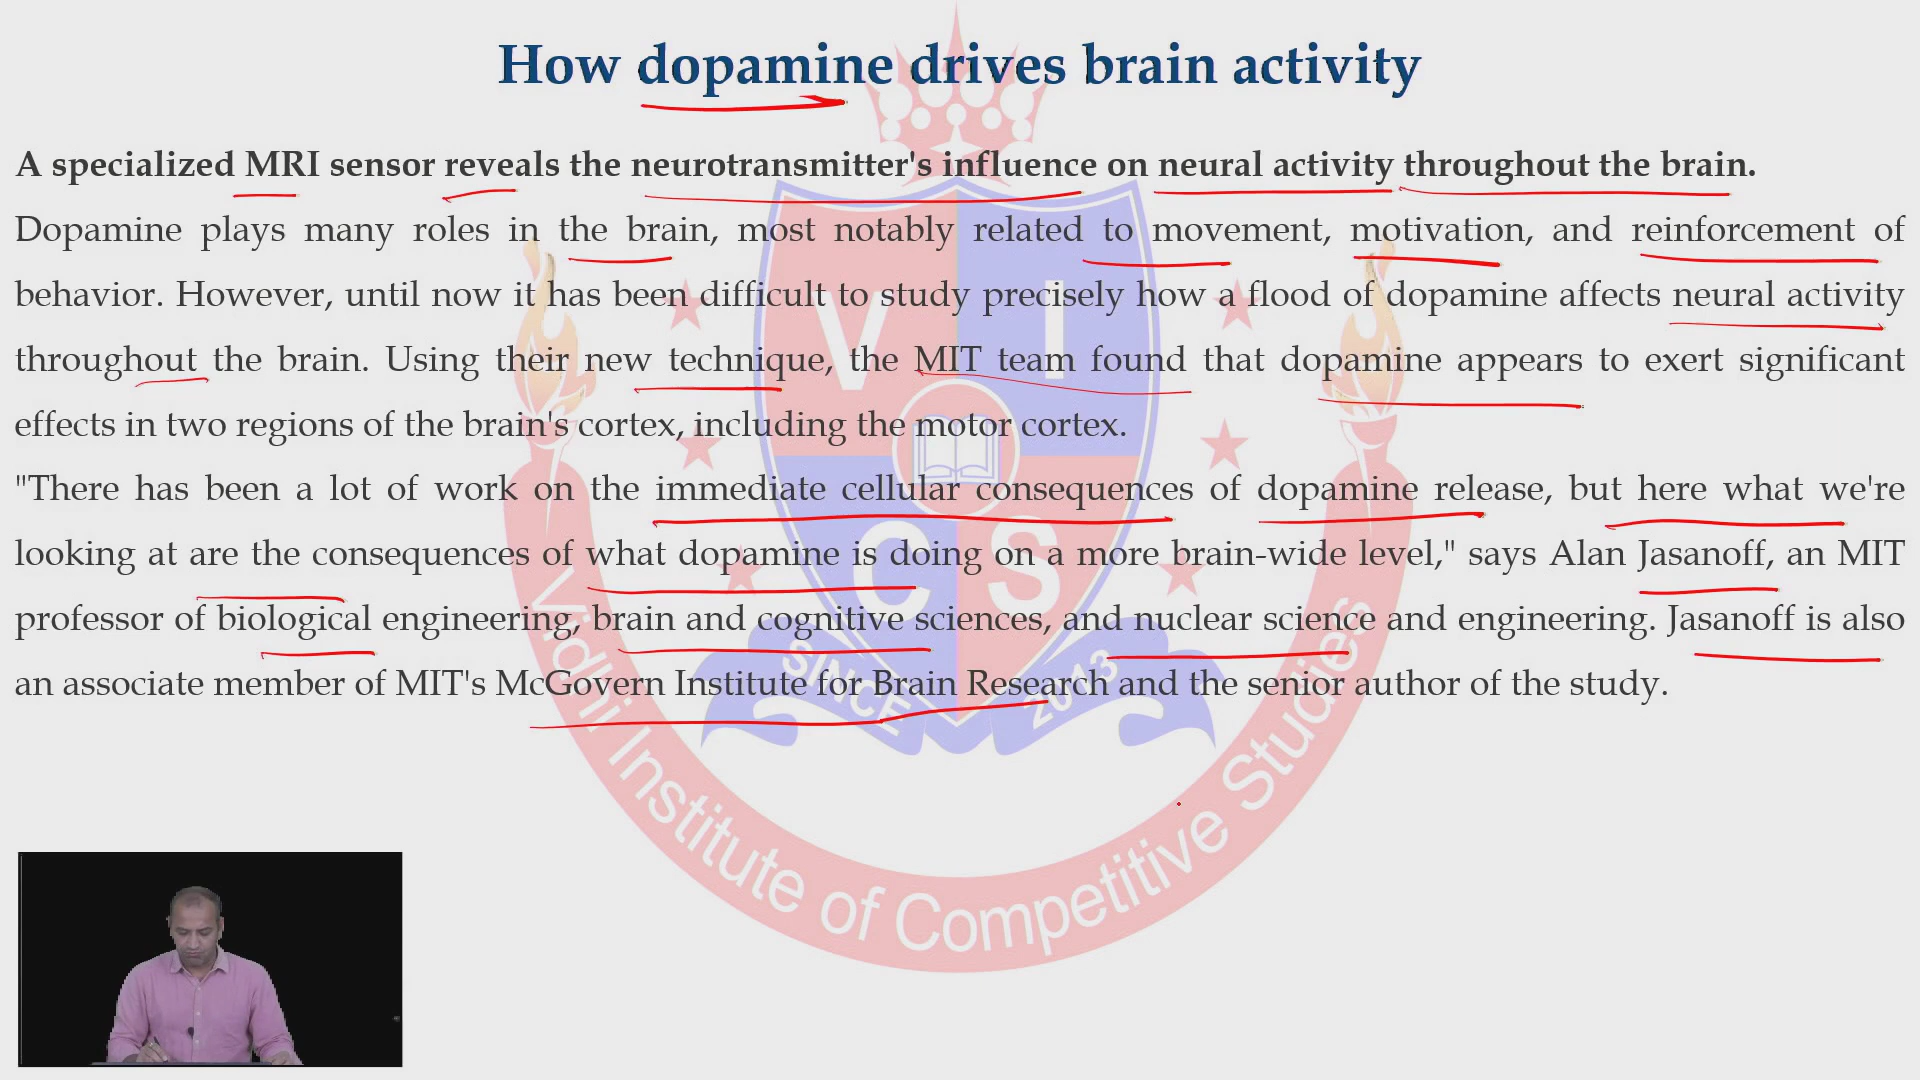 How dopamine drives brain activity
A specialized MRI sensor reveals the neurotransmitter's influence on neural activity throughout the brain.
Dopamine plays many roles in the brain, most notably related to movement, motivation, and reinforcement of
behavior. However, until now it has been difficult to study precisely how a flood of dopamine affects neural activity
throughout the brain. Using their new technique, the MIT team found that dopamine appears to exert significant
effects in two regions of the brain's cortex, including the motor cortex.
"There has been a lot of work on the immediate cellular consequences of dopamine release, but here what we're
looking at are the consequences of what dopamine is doing on a more brain-wide level," says Alan Jasanoff, an MIT
professor of biological engineering, brain and cognitive sciences, and nuclear science and engineering. Jasanoff is also
an associate member of MIT's McGovern Institute for Brain Research and the senior author of the study.
V I
C S
SINCE 2013
Vidhi Institute of Competitive Studies